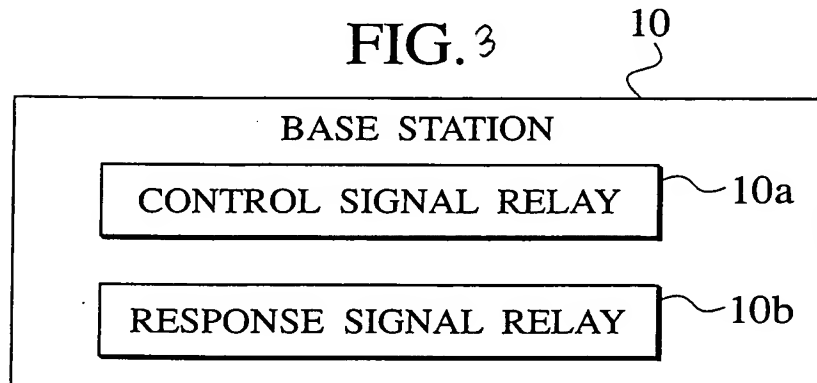 FIG. 3
10
BASE STATION
CONTROL SIGNAL RELAY
10a
RESPONSE SIGNAL RELAY
10b